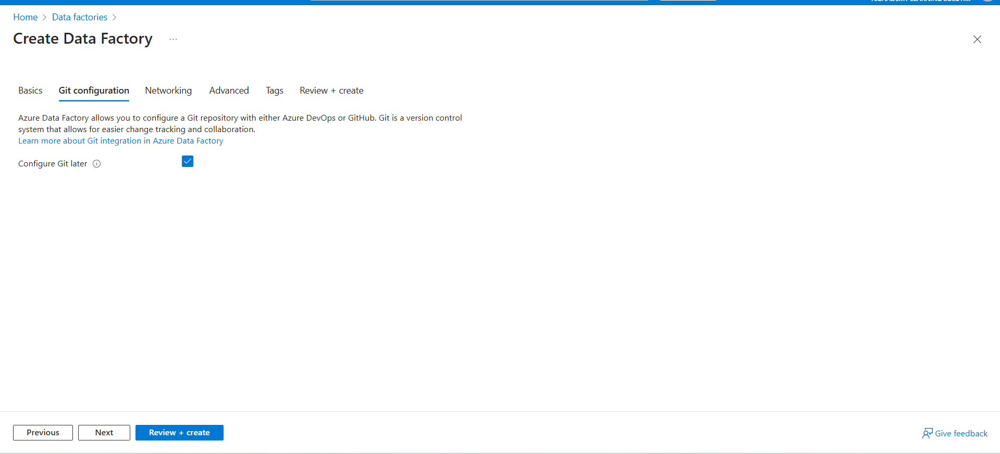 Home > Data factories >
Create Data Factory ...
Basics Git configuration Networking Advanced Tags Review + create
Azure Data Factory allows you to configure a Git repository with either Azure DevOps or GitHub. Git is a version control
system that allows for easier change tracking and collaboration.
Learn more about Git integration in Azure Data Factory
Configure Git later
Previous Next Review + create Give feedback